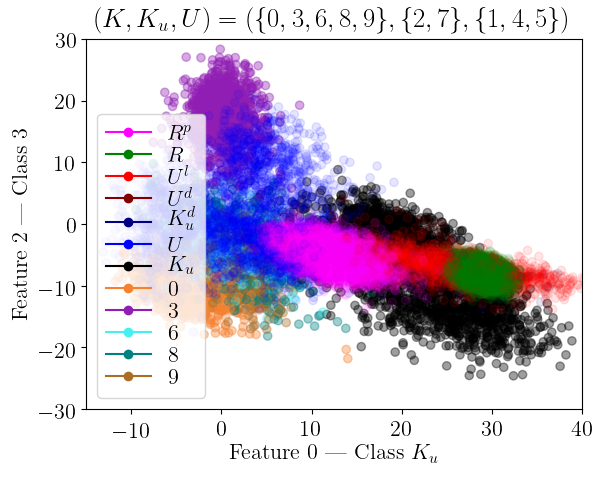 (K, K_u, U) = ({0, 3, 6, 8, 9}, {2, 7}, {1, 4, 5})
30
20
10
0
−10
−20
−30
Feature 2 — Class 3
R^p
R
U^l
U^d
K_u^d
U
K_u
0
3
6
8
9
−10
0
10
20
30
40
Feature 0 — Class K_u